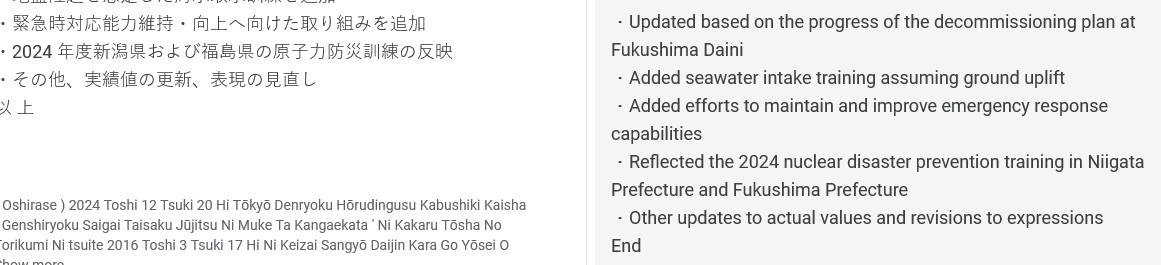 ・緊急時対応能力維持・向上へ向けた取り組みを追加
・2024 年度新潟県および福島県の原子力防災訓練の反映
・その他、実績値の更新、表現の見直し
以 上
Oshirase ) 2024 Toshi 12 Tsuki 20 Hi Tōkyō Denryoku Hōrudingusu Kabushiki Kaisha
Genshiryoku Saigai Taisaku Jūjitsu Ni Muke Ta Kangaekata ' Ni Kakaru Tōsha No
Torikumi Ni tsuite 2016 Toshi 3 Tsuki 17 Hi Ni Keizai Sangyō Daijin Kara Go Yōsei O
Show more
・Updated based on the progress of the decommissioning plan at
Fukushima Daini
・Added seawater intake training assuming ground uplift
・Added efforts to maintain and improve emergency response
capabilities
・Reflected the 2024 nuclear disaster prevention training in Niigata
Prefecture and Fukushima Prefecture
・Other updates to actual values and revisions to expressions
End